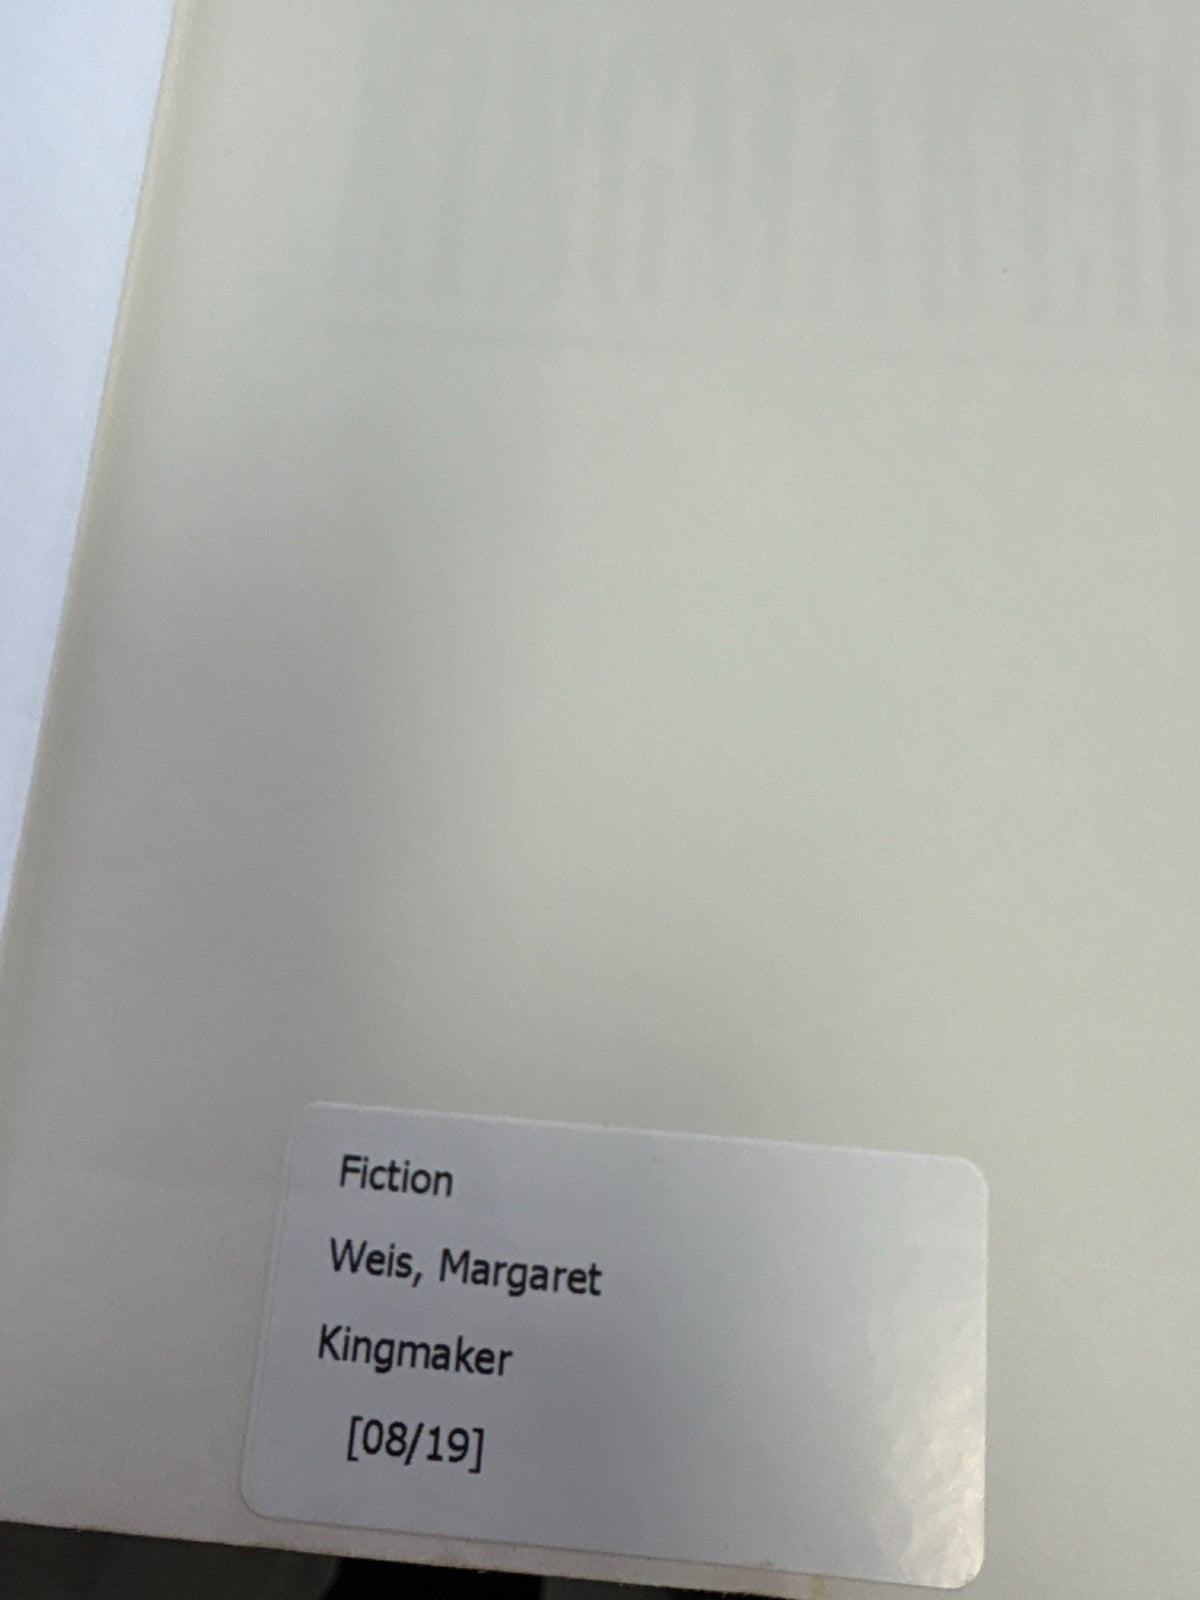 Fiction
Weis, Margaret
Kingmaker
[08/19]